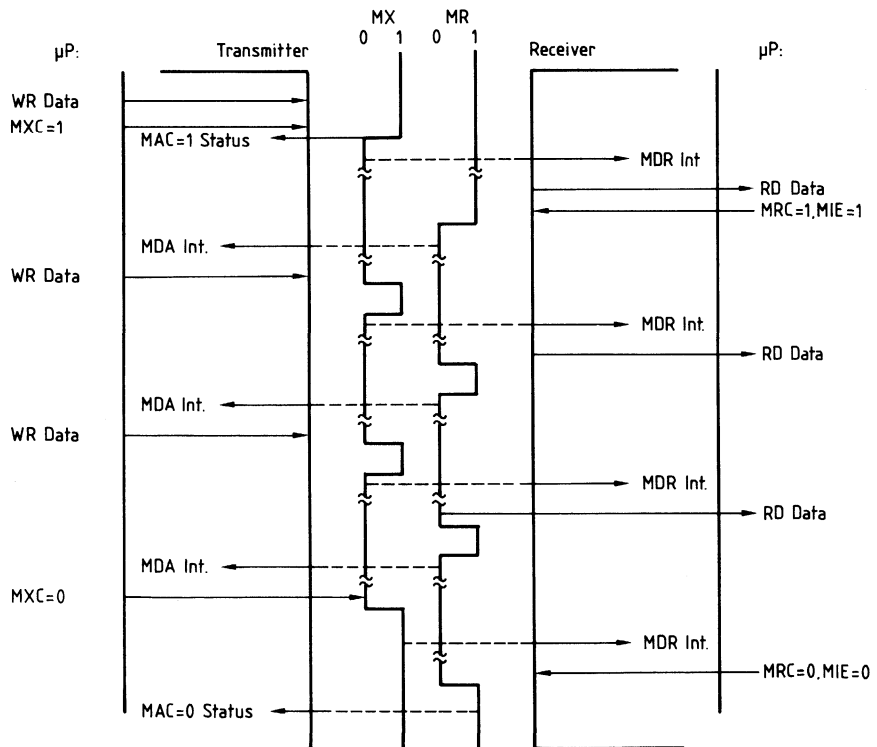 MX MR
0 1 0 1
µP: Transmitter Receiver µP:
WR Data
MXC=1
MAC=1 Status
MDR Int
RD Data
MRC=1,MIE=1
MDA Int.
WR Data
MDR Int.
RD Data
MDA Int.
WR Data
MDR Int.
RD Data
MDA Int.
MXC=0
MDR Int.
MRC=0,MIE=0
MAC=0 Status